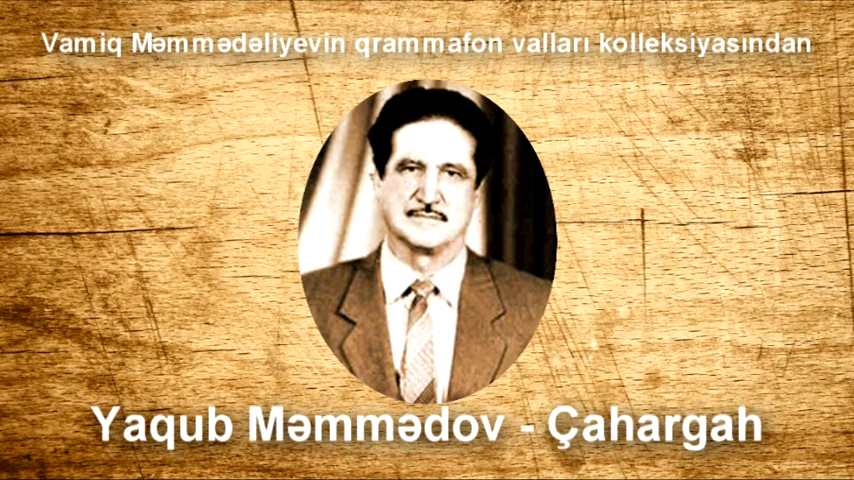 Vamiq Məmmədəliyevin qrammafon valları kolleksiyasından
Yaqub Məmmədov - Çahargah